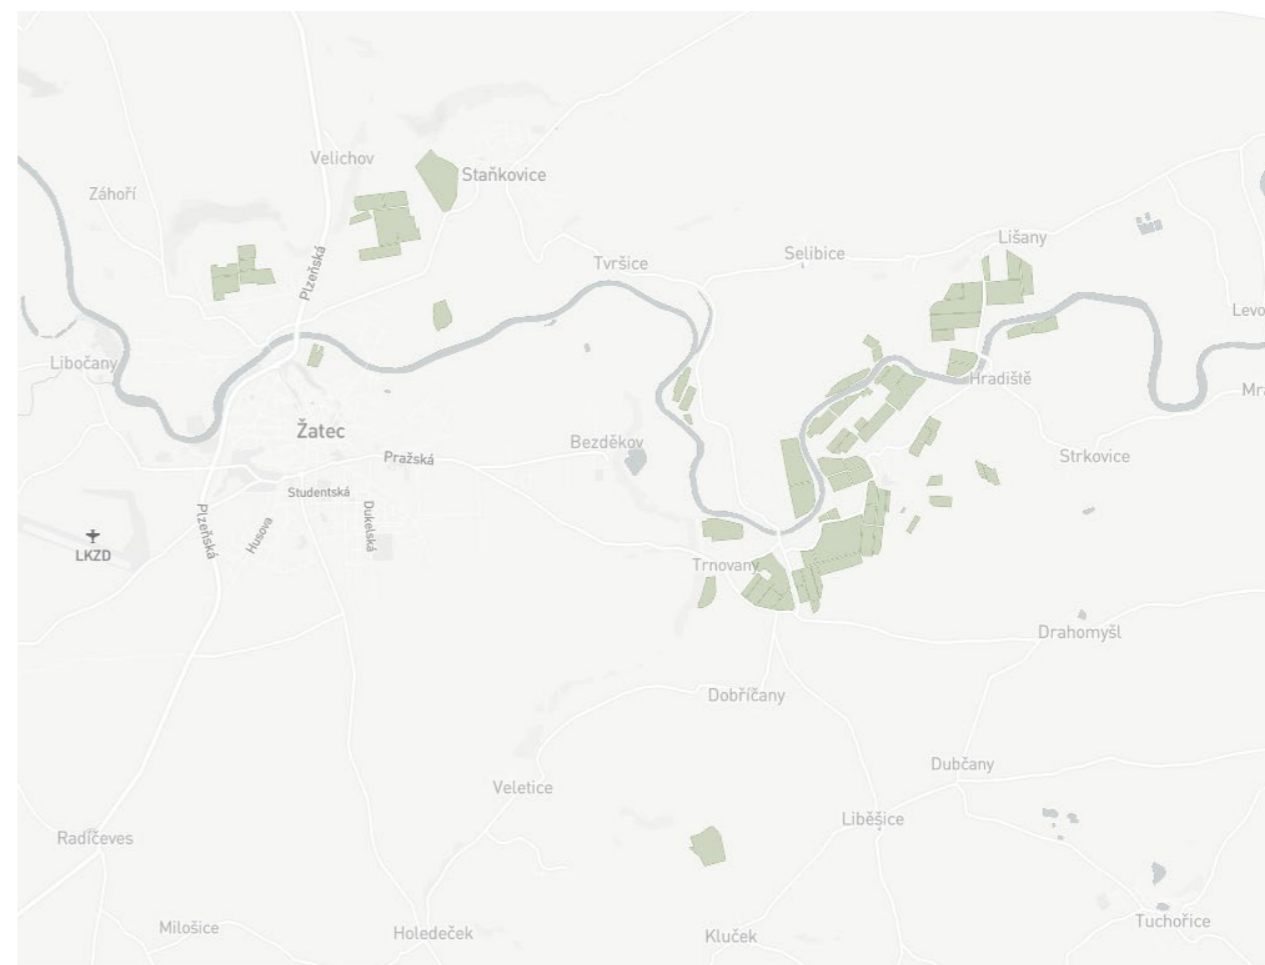 Velichov
Staňkovice
Záhoří
Lišany
Selibice
Plzeňská
Tvršice
Levo
Libočany
Hradiště
Mra
Žatec
Bezděkov
Pražská
Strkovice
Studentská
Plzeňská
Husova
Dukelská
LKZD
Trnovany
Drahomyšl
Dobříčany
Dubčany
Veletice
Liběšice
Radíčeves
Milošice
Holedeček
Kluček
Tuchořice